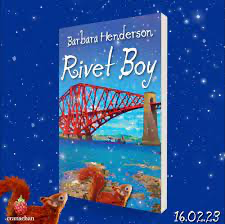 Barbara Henderson
Rivet Boy
cranachan
16.02.23